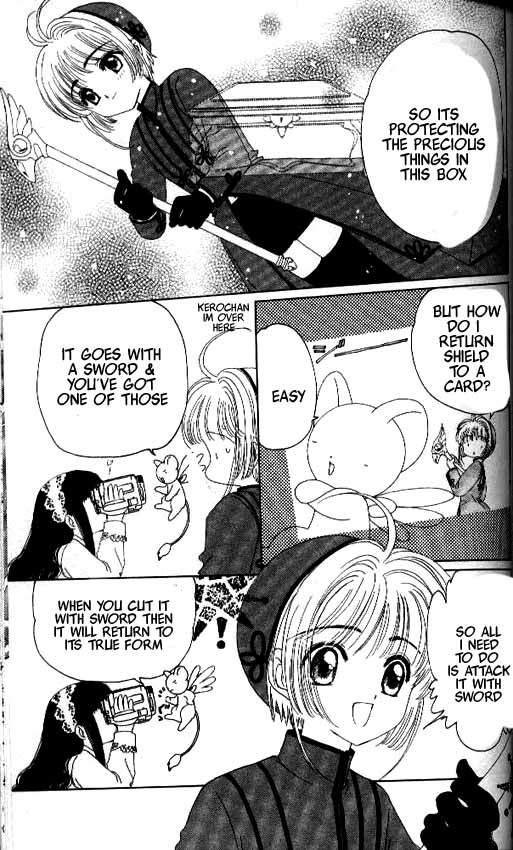 SO ITS
PROTECTING
THE PRECIOUS
THINGS IN
THIS BOX
BUT HOW
DO I
RETURN
SHIELD
TO A
CARD?
EASY
KEROCHAN
IM OVER
HERE
IT GOES WITH
A SWORD &
YOU'VE GOT
ONE OF THOSE
WHEN YOU CUT IT
WITH SWORD THEN
IT WILL RETURN TO
ITS TRUE FORM
!
SO ALL
I NEED
TO DO
IS ATTACK
IT WITH
SWORD